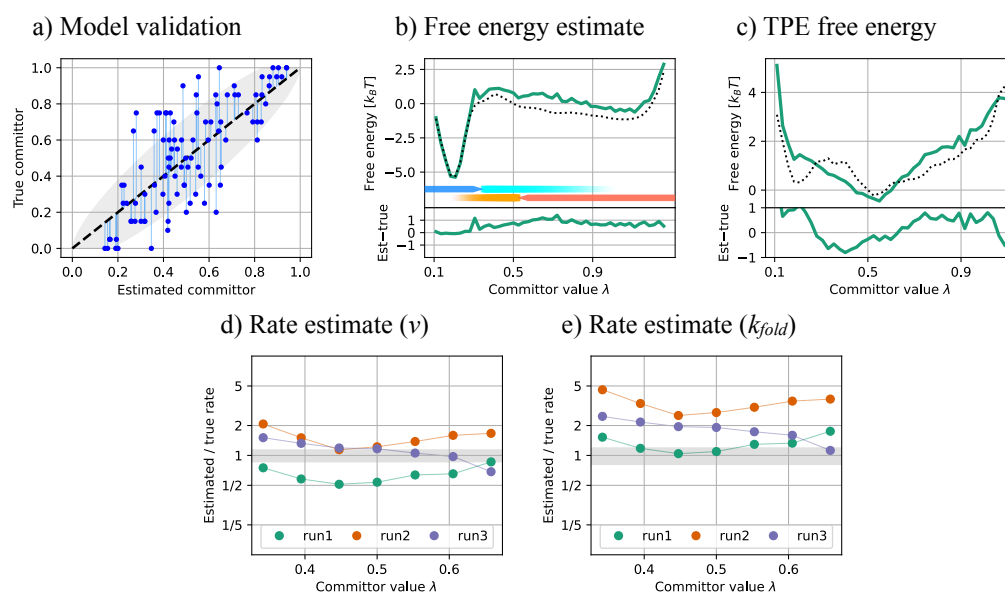 a) Model validation
1.0
0.8
0.6
0.4
0.2
0.0
True committor
0.0 0.2 0.4 0.6 0.8 1.0
Estimated committor
b) Free energy estimate
2.5
0.0
−2.5
−5.0
Free energy [k_BT]
1
0
−1
Est−true
0.1 0.5 0.9
Committor value λ
c) TPE free energy
4
2
0
Free energy [k_BT]
1
0
−1
Est−true
0.1 0.5 0.9
Committor value λ
d) Rate estimate (ν)
5
2
1
1/2
1/5
Estimated / true rate
run1 run2 run3
0.4 0.5 0.6
Committor value λ
e) Rate estimate (k_fold)
5
2
1
1/2
1/5
Estimated / true rate
run1 run2 run3
0.4 0.5 0.6
Committor value λ